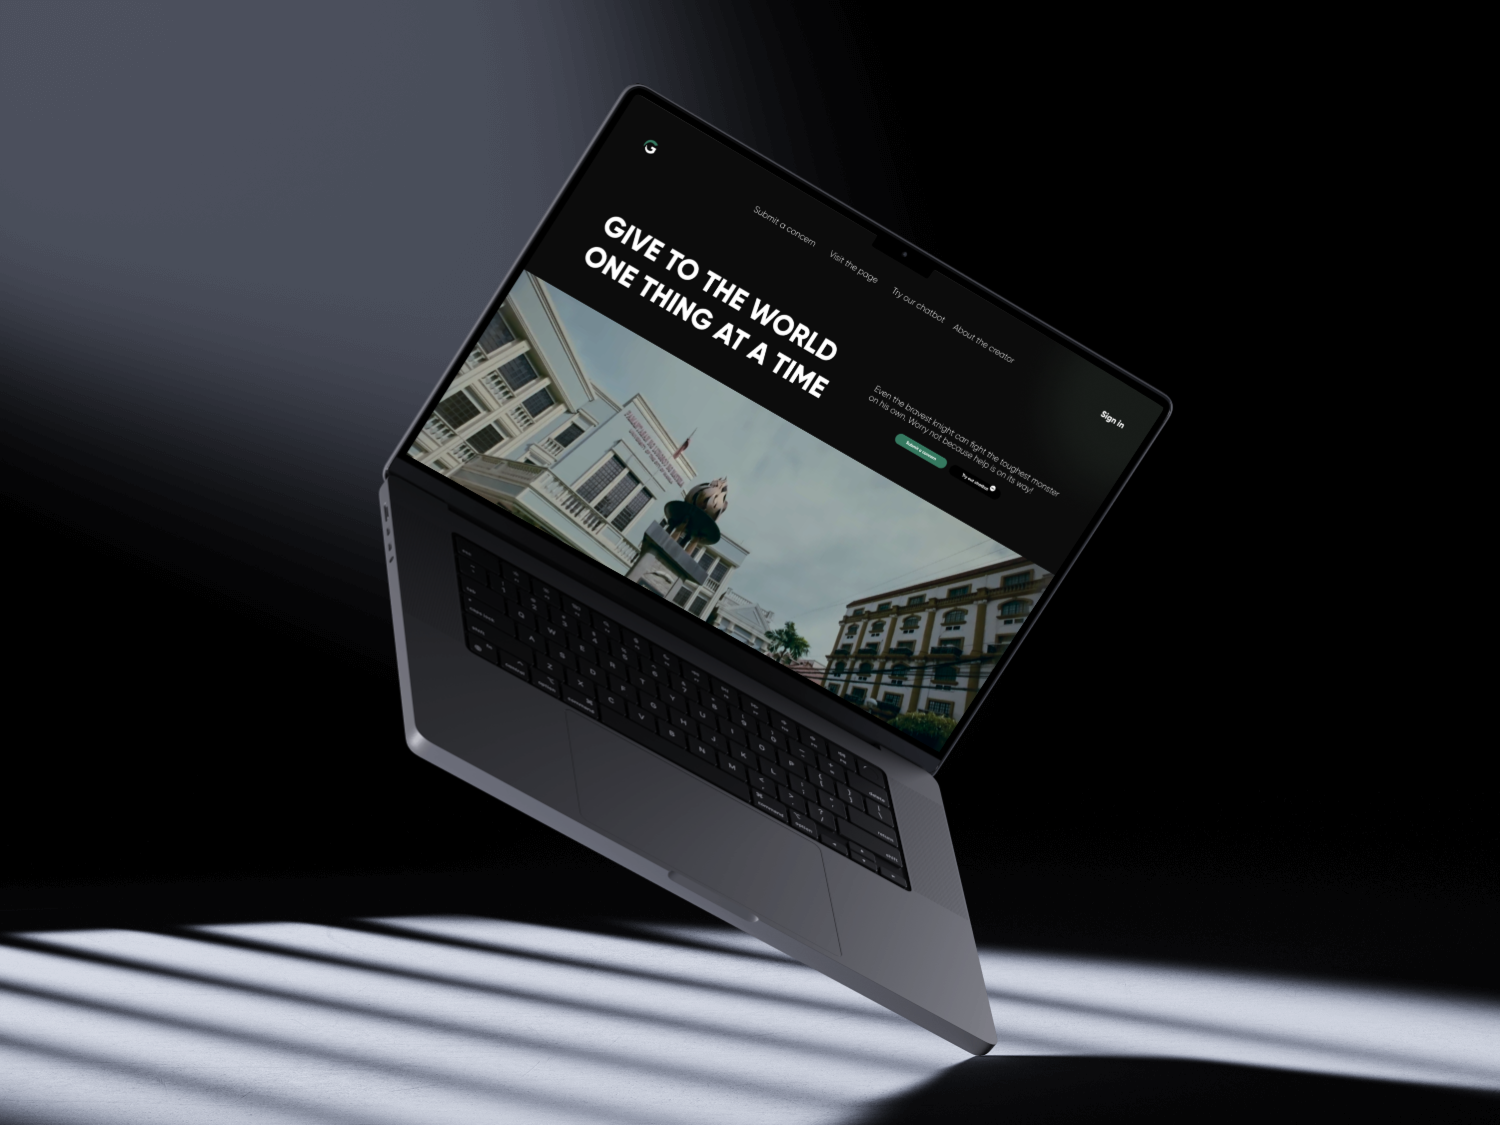 G
Submit a concern
Visit the page
Try our chatbot
About the creator
Sign in
GIVE TO THE WORLD
ONE THING AT A TIME
Even the bravest knight can fight the toughest monster
on his own. Worry not because help is on its way!
Submit a concern
Try our chatbot